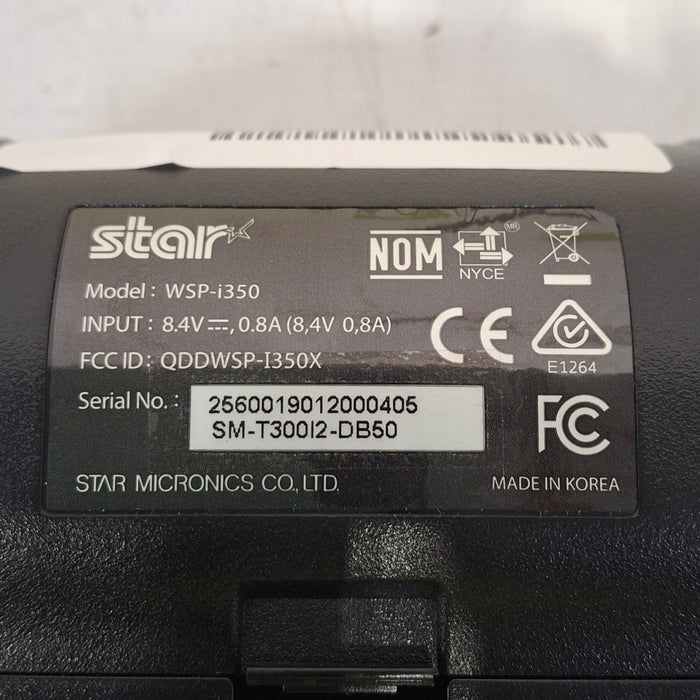 star
NOM
MR
NYCE
Model : WSP-i350
INPUT : 8.4V⎓, 0.8A (8,4V 0,8A)
CE
FCC ID : QDDWSP-I350X
E1264
Serial No. :
2560019012000405
SM-T300I2-DB50
FC
STAR MICRONICS CO., LTD.
MADE IN KOREA